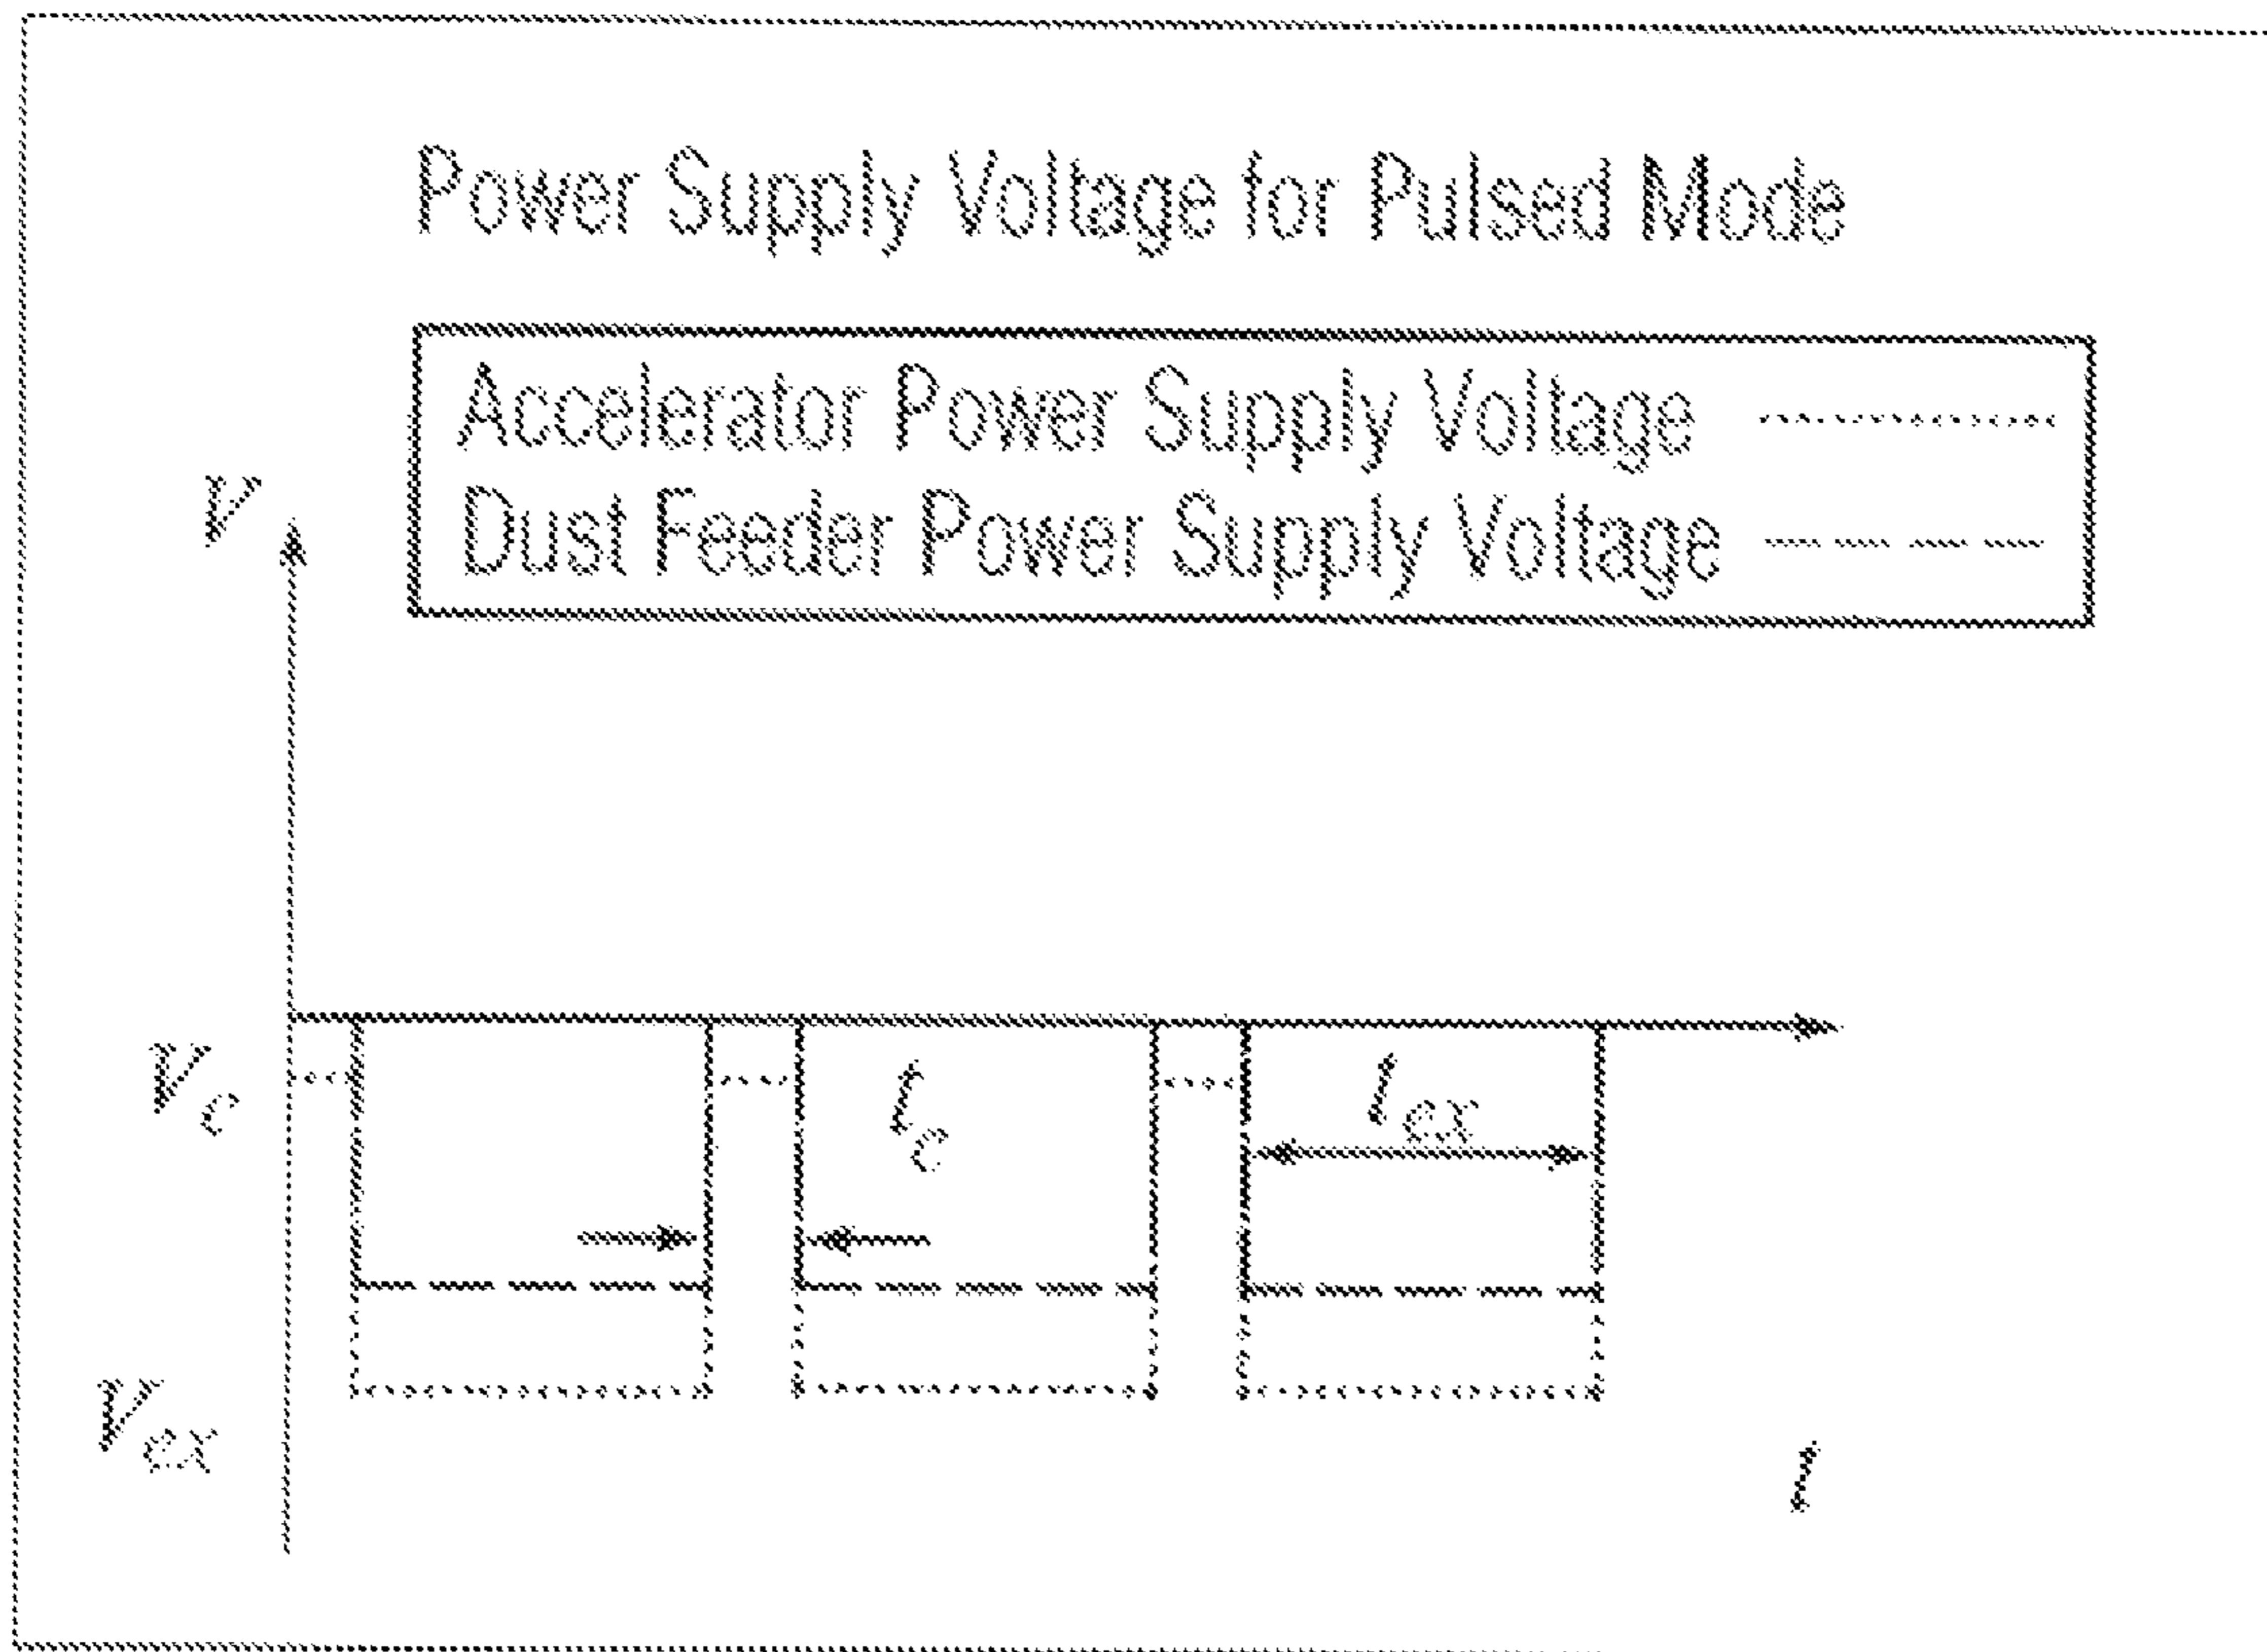 Power Supply Voltage for Pulsed Mode
Accelerator Power Supply Voltage
Dust Feeder Power Supply Voltage
V
V_c
t_c
t_ex
V_ex
t